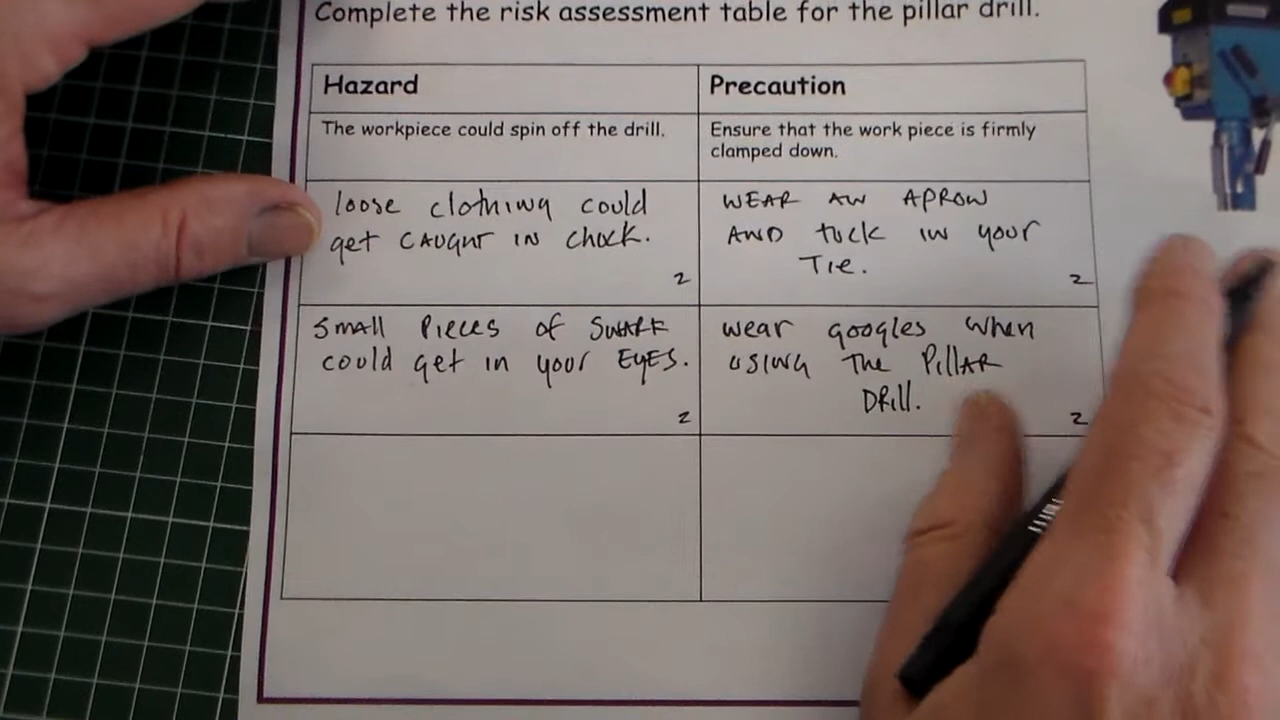 Complete the risk assessment table for the pillar drill.
Hazard
Precaution
The workpiece could spin off the drill.
Ensure that the work piece is firmly
clamped down.
loose clothing could
get CAUGHT IN chuck.
2
WEAR AN APRON
AND tuck IN your
Tie.
2
Small Pieces of SWARF
could get in your EYES.
2
wear googles when
USING The PillAR
DRill.
2